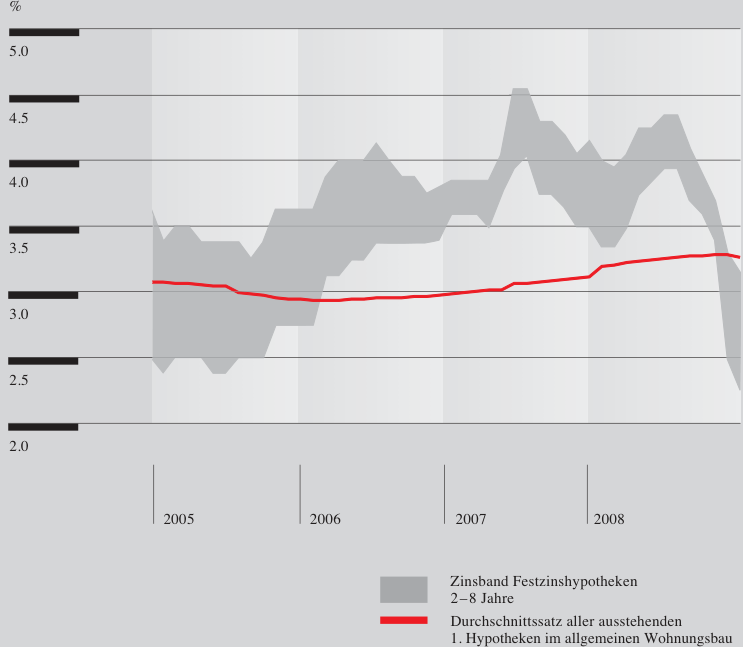 %
5.0
4.5
4.0
3.5
3.0
2.5
2.0
2005 2006 2007 2008
Zinsband Festzinshypotheken
2–8 Jahre
Durchschnittssatz aller ausstehenden
1. Hypotheken im allgemeinen Wohnungsbau